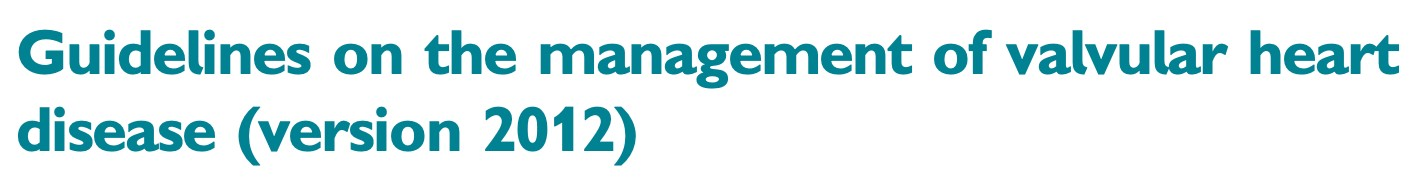 Guidelines on the management of valvular heart
disease (version 2012)